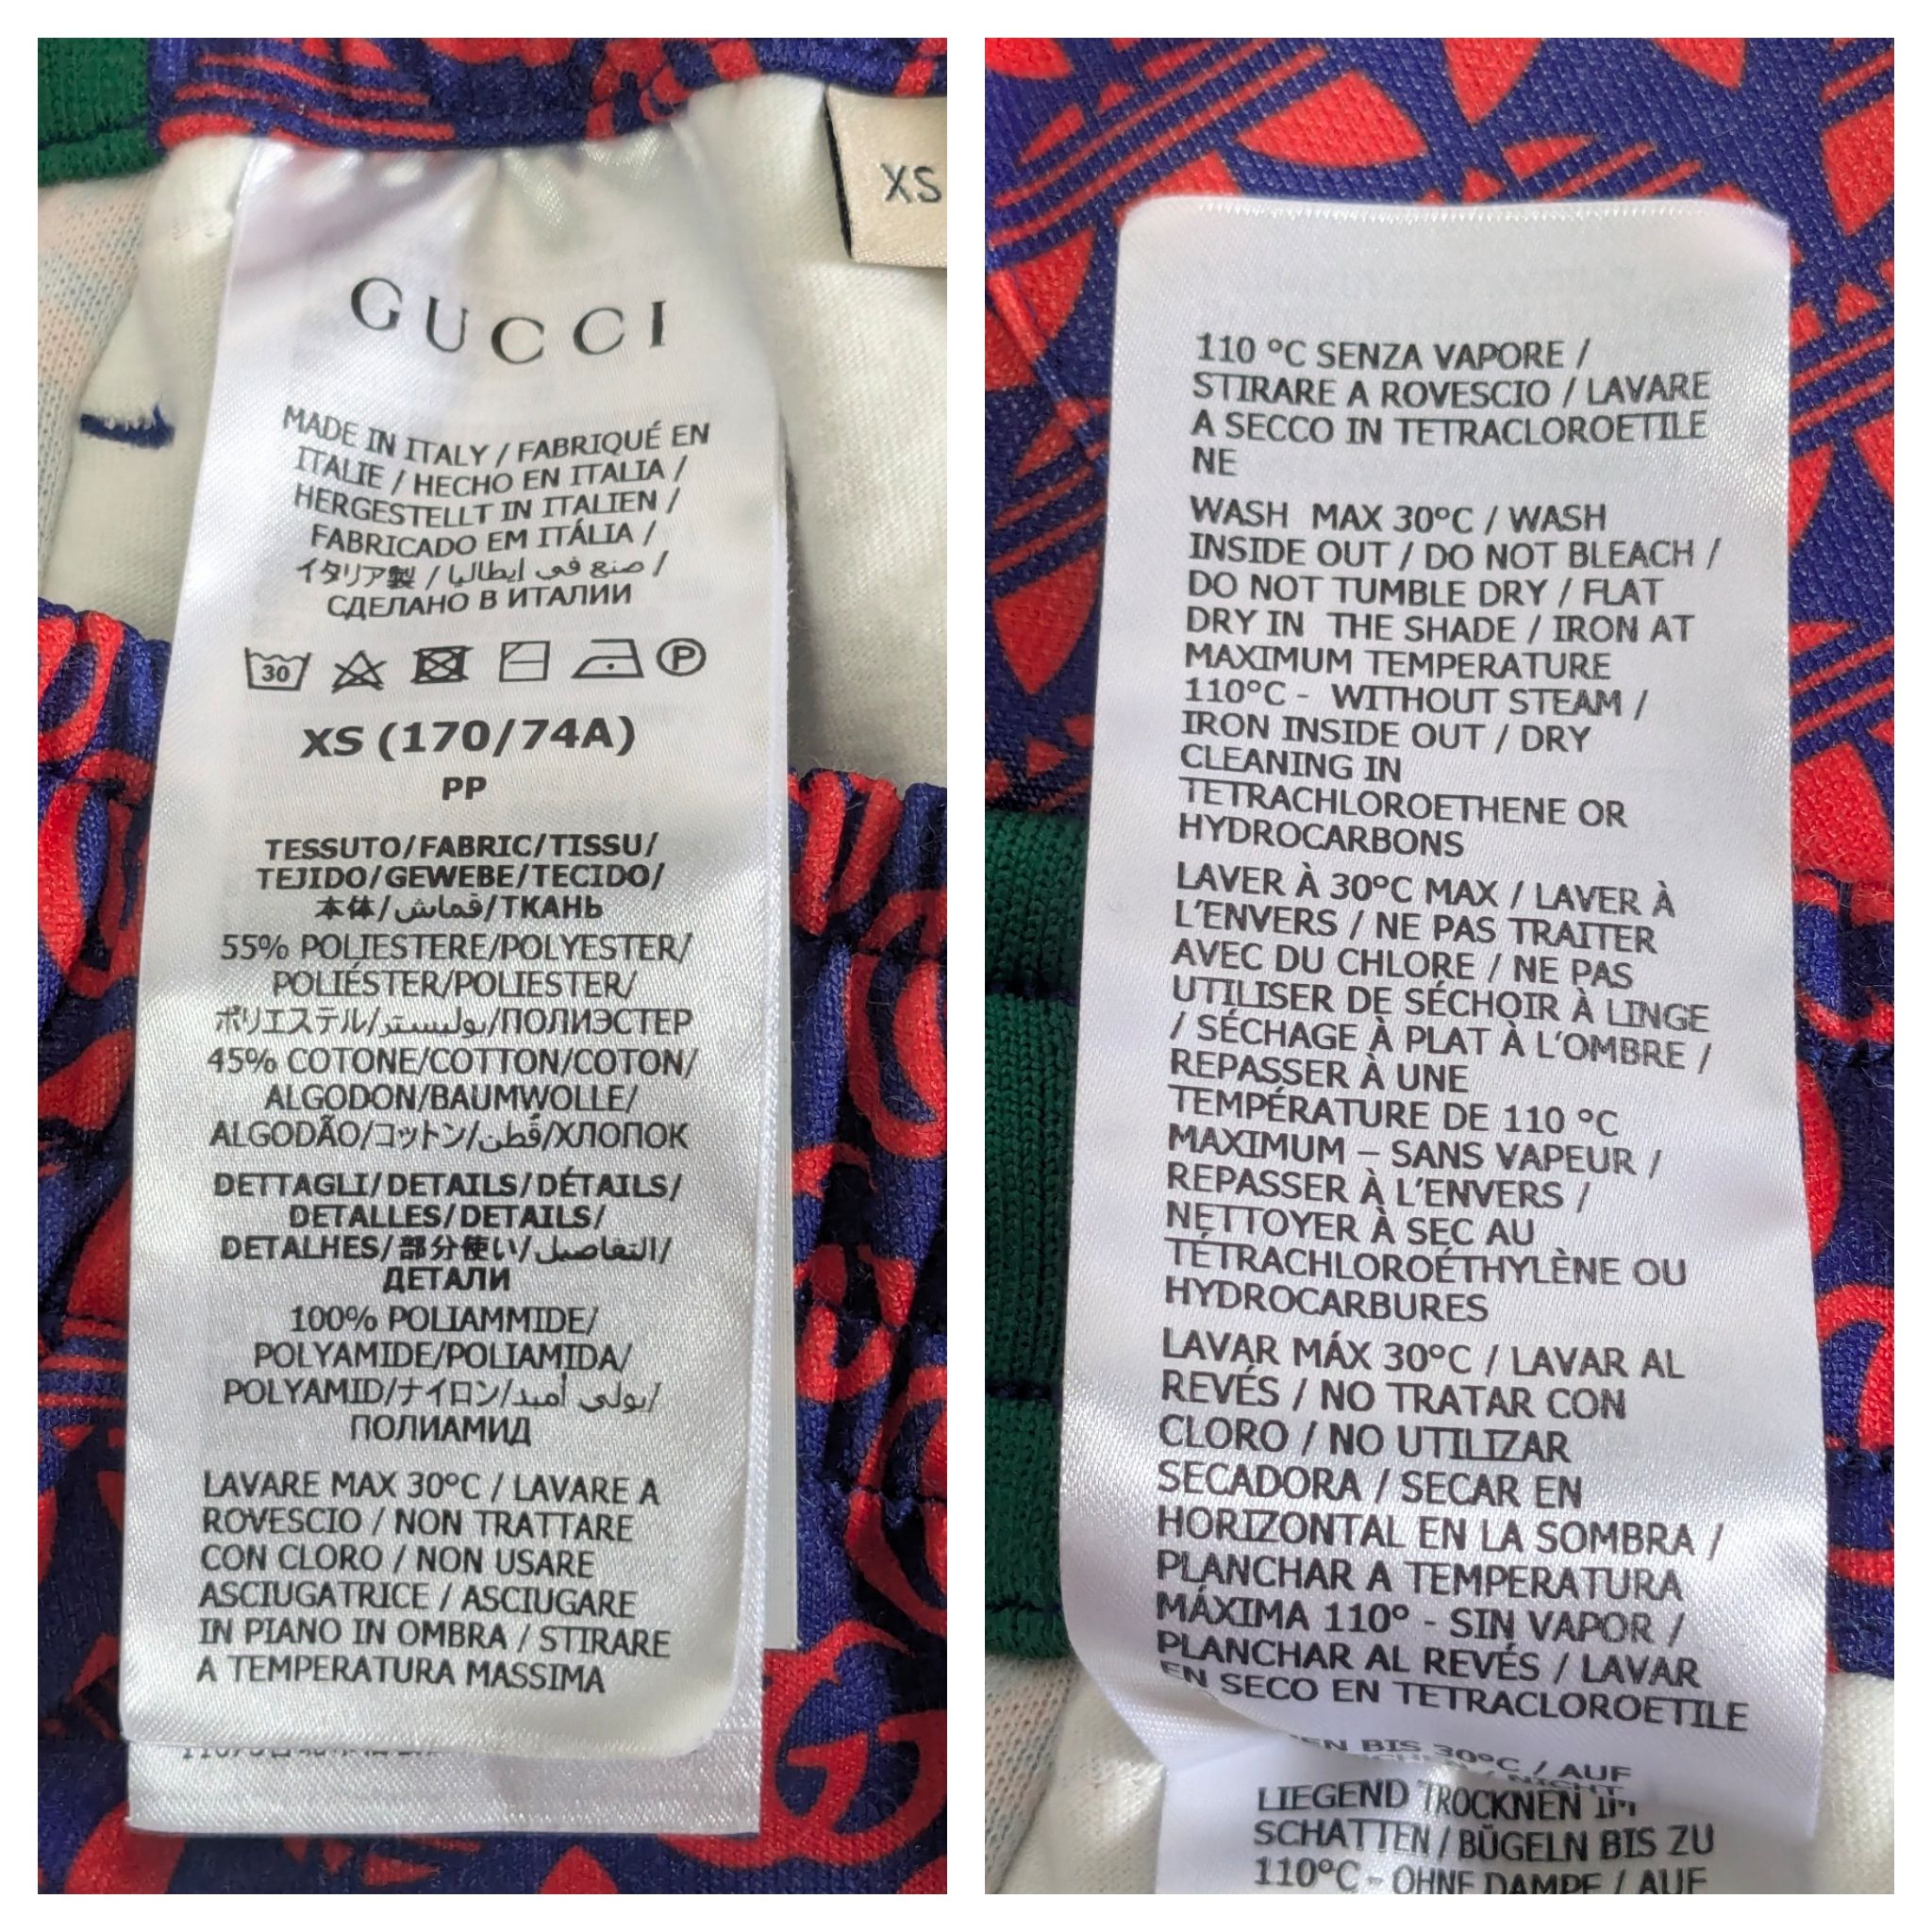 XS
GUCCI
MADE IN ITALY / FABRIQUÉ EN
ITALIE / HECHO EN ITALIA /
HERGESTELLT IN ITALIEN /
FABRICADO EM ITÁLIA /
イタリア製 / صنع في إيطاليا /
СДЕЛАНО В ИТАЛИИ
30 P
XS (170/74A)
PP
TESSUTO/FABRIC/TISSU/
TEJIDO/GEWEBE/TECIDO/
本体/قماش/ТКАНЬ
55% POLIESTERE/POLYESTER/
POLIÉSTER/POLIESTER/
ポリエステル/بوليستر/ПОЛИЭСТЕР
45% COTONE/COTTON/COTON/
ALGODON/BAUMWOLLE/
ALGODÃO/コットン/قطن/ХЛОПОК
DETTAGLI/DETAILS/DÉTAILS/
DETALLES/DETAILS/
DETALHES/部分使い/التفاصيل/
ДЕТАЛИ
100% POLIAMMIDE/
POLYAMIDE/POLIAMIDA/
POLYAMID/ナイロン/بولي أميد/
ПОЛИАМИД
LAVARE MAX 30°C / LAVARE A
ROVESCIO / NON TRATTARE
CON CLORO / NON USARE
ASCIUGATRICE / ASCIUGARE
IN PIANO IN OMBRA / STIRARE
A TEMPERATURA MASSIMA
110 °C SENZA VAPORE /
STIRARE A ROVESCIO / LAVARE
A SECCO IN TETRACLOROETILE
NE
WASH MAX 30°C / WASH
INSIDE OUT / DO NOT BLEACH /
DO NOT TUMBLE DRY / FLAT
DRY IN THE SHADE / IRON AT
MAXIMUM TEMPERATURE
110°C - WITHOUT STEAM /
IRON INSIDE OUT / DRY
CLEANING IN
TETRACHLOROETHENE OR
HYDROCARBONS
LAVER À 30°C MAX / LAVER À
L'ENVERS / NE PAS TRAITER
AVEC DU CHLORE / NE PAS
UTILISER DE SÉCHOIR À LINGE
/ SÉCHAGE À PLAT À L'OMBRE /
REPASSER À UNE
TEMPÉRATURE DE 110 °C
MAXIMUM – SANS VAPEUR /
REPASSER À L'ENVERS /
NETTOYER À SEC AU
TÉTRACHLOROÉTHYLÈNE OU
HYDROCARBURES
LAVAR MÁX 30°C / LAVAR AL
REVÉS / NO TRATAR CON
CLORO / NO UTILIZAR
SECADORA / SECAR EN
HORIZONTAL EN LA SOMBRA /
PLANCHAR A TEMPERATURA
MÁXIMA 110° - SIN VAPOR /
PLANCHAR AL REVÉS / LAVAR
EN SECO EN TETRACLOROETILE
BIS 30°C / AUF
NICHT
LIEGEND TROCKNEN IM
SCHATTEN / BÜGELN BIS ZU
110°C - OHNE DAMPF / AUF